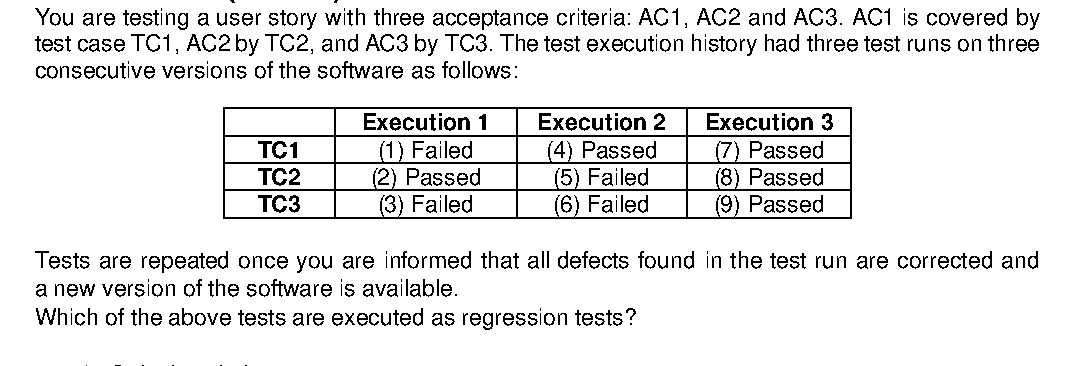 You are testing a user story with three acceptance criteria: AC1, AC2 and AC3. AC1 is covered by
test case TC1, AC2 by TC2, and AC3 by TC3. The test execution history had three test runs on three
consecutive versions of the software as follows:
Execution 1 Execution 2 Execution 3
TC1 (1) Failed (4) Passed (7) Passed
TC2 (2) Passed (5) Failed (8) Passed
TC3 (3) Failed (6) Failed (9) Passed
Tests are repeated once you are informed that all defects found in the test run are corrected and
a new version of the software is available.
Which of the above tests are executed as regression tests?